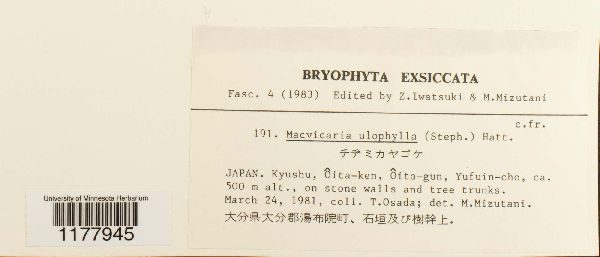 BRYOPHYTA EXSICCATA
Fasc. 4 (1983) Edited by Z.Iwatsuki & M.Mizutani
c.fr.
191. Macvicaria ulophylla (Steph.) Hatt.
チヂミカヤゴケ
JAPAN. Kyushu, Ôita-ken, Ôita-gun, Yufuin-cho, ca.
500 m alt., on stone walls and tree trunks.
March 24, 1981, coll. T.Osada; det. M.Mizutani.
大分県大分郡湯布院町、石垣及び樹幹上。
University of Minnesota Herbarium
1177945